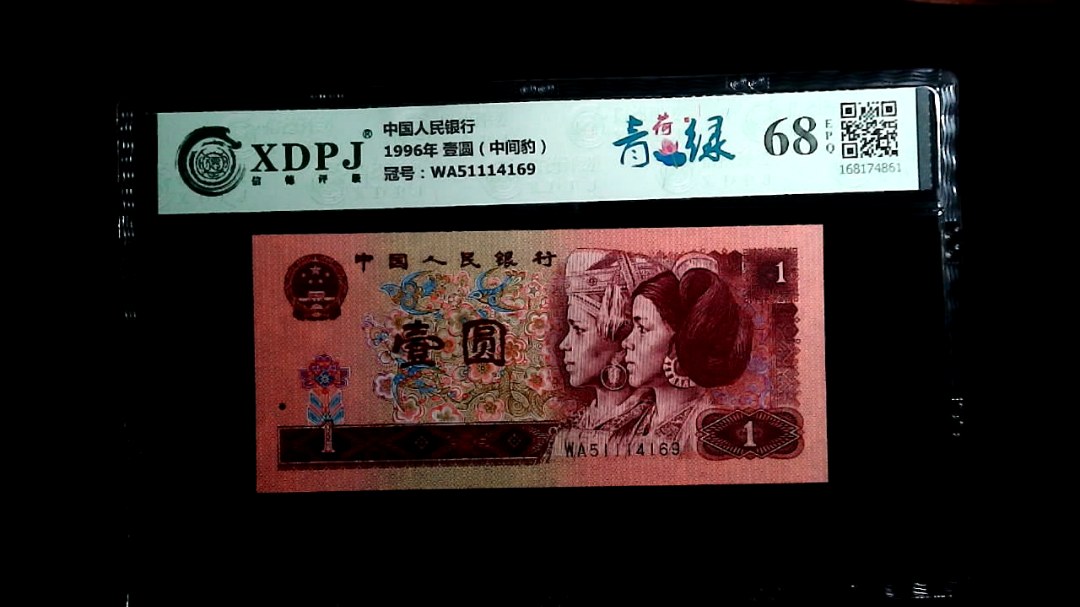 XDPJ®
信德评级
中国人民银行
1996年 壹圆（中间豹）
冠号：WA51114169
青荷绿
68
EPQ
168174861
中国人民银行
壹圆
1
1
WA51114169
1